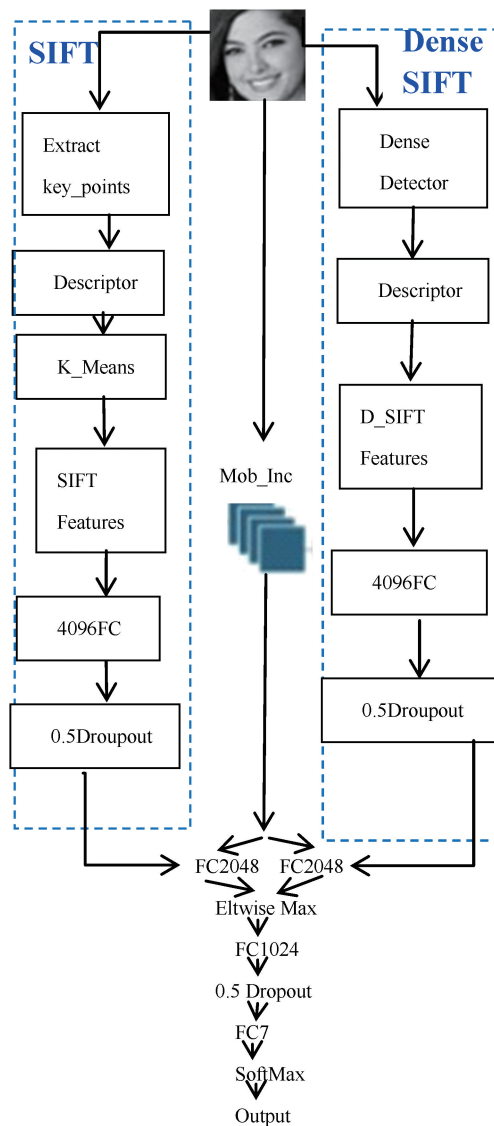 SIFT
Extract
key_points
Descriptor
K_Means
SIFT
Features
4096FC
0.5Droupout
Mob_Inc
Dense
SIFT
Dense
Detector
Descriptor
D_SIFT
Features
4096FC
0.5Droupout
FC2048 FC2048
Eltwise Max
FC1024
0.5 Dropout
FC7
SoftMax
Output